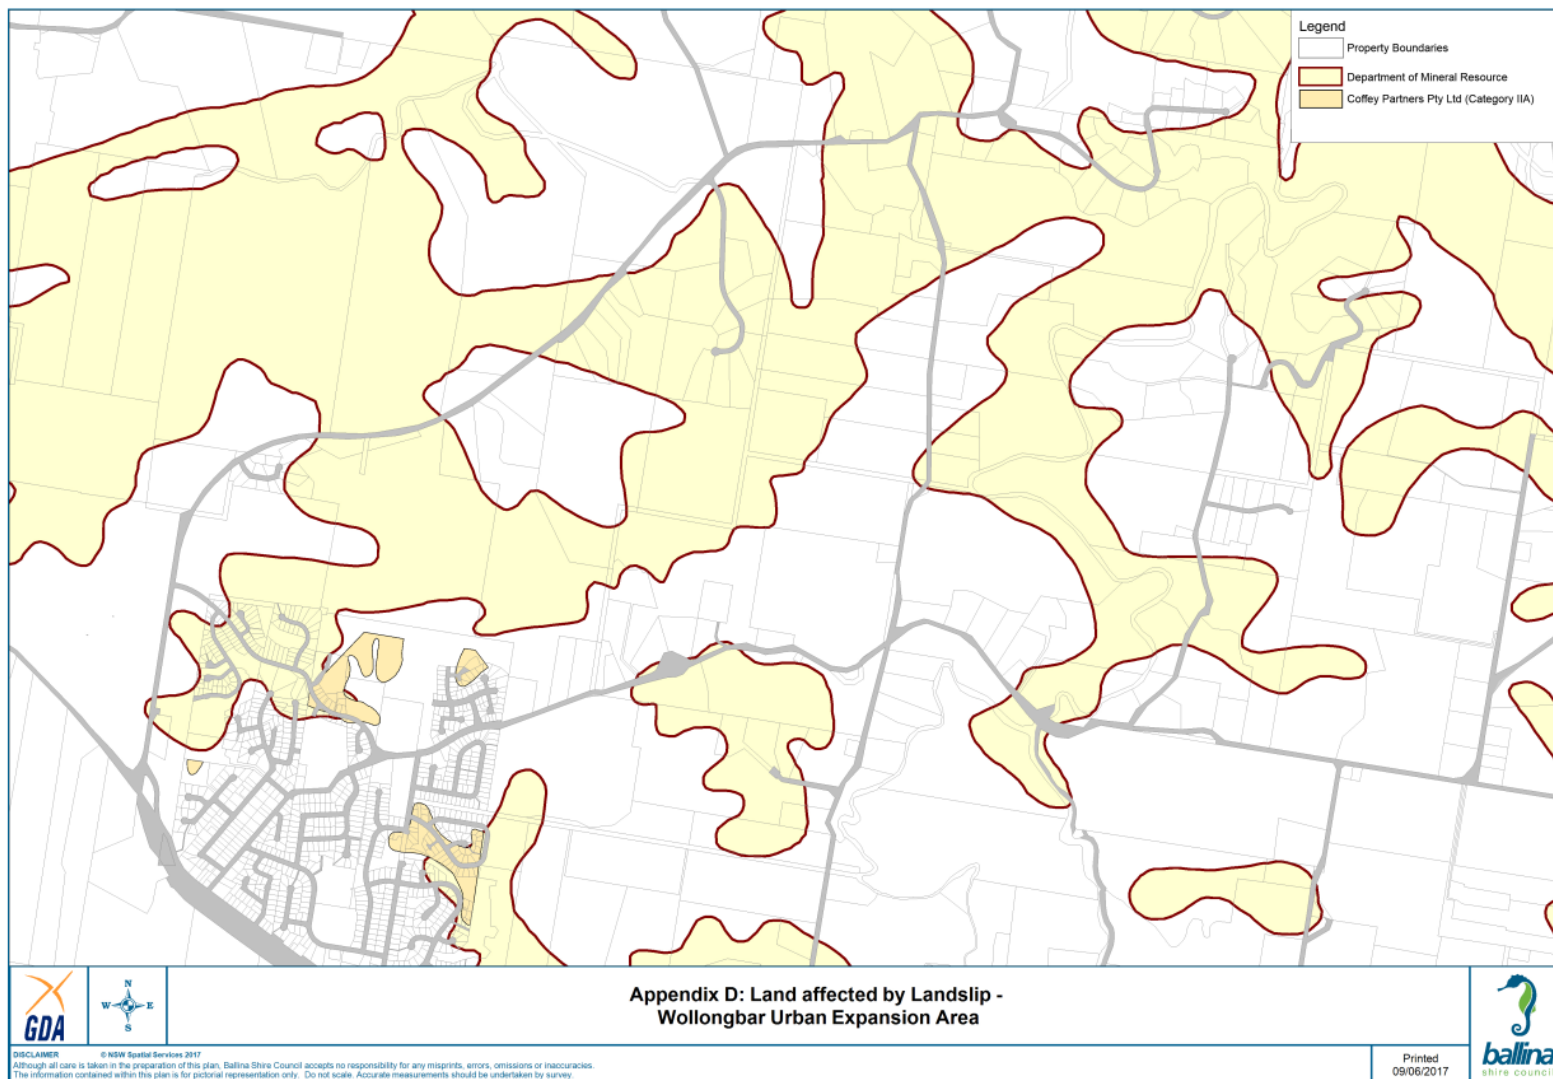 Legend
Property Boundaries
Department of Mineral Resource
Coffey Partners Pty Ltd (Category IIA)
GDA
N
W E
S
Appendix D: Land affected by Landslip -
Wollongbar Urban Expansion Area
DISCLAIMER © NSW Spatial Services 2017
Although all care is taken in the preparation of this plan, Ballina Shire Council accepts no responsibility for any misprints, errors, omissions or inaccuracies.
The information contained within this plan is for pictorial representation only. Do not scale. Accurate measurements should be undertaken by survey.
Printed
09/06/2017
ballina
shire council